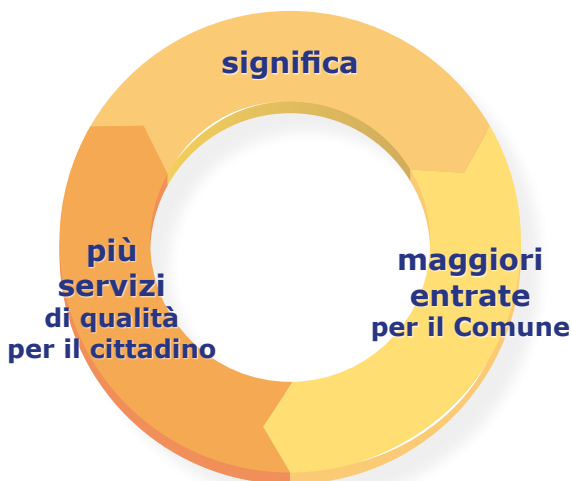 significa
più
servizi
di qualità
per il cittadino
maggiori
entrate
per il Comune